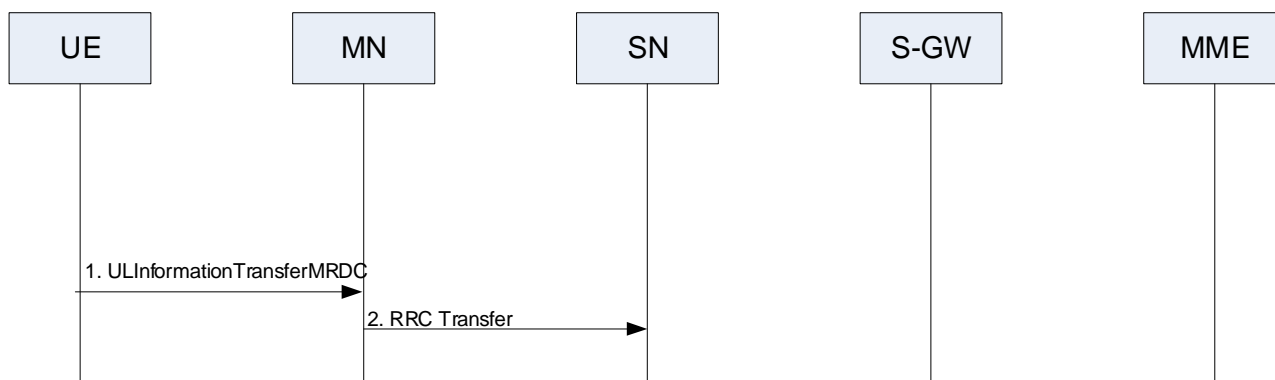 UE
MN
SN
S-GW
MME
1. ULInformationTransferMRDC
2. RRC Transfer